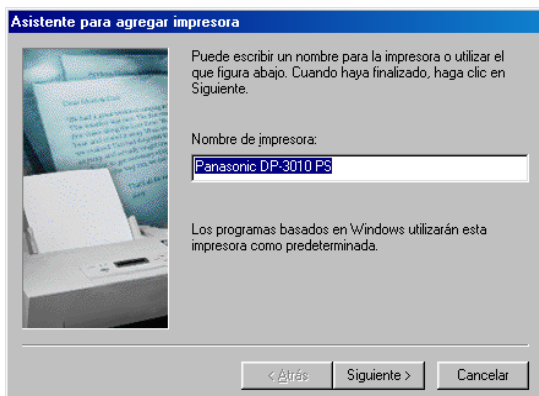 Asistente para agregar impresora
Puede escribir un nombre para la impresora o utilizar el
que figura abajo. Cuando haya finalizado, haga clic en
Siguiente.
Nombre de impresora:
Panasonic DP-3010 PS
Los programas basados en Windows utilizarán esta
impresora como predeterminada.
< Atrás
Siguiente >
Cancelar